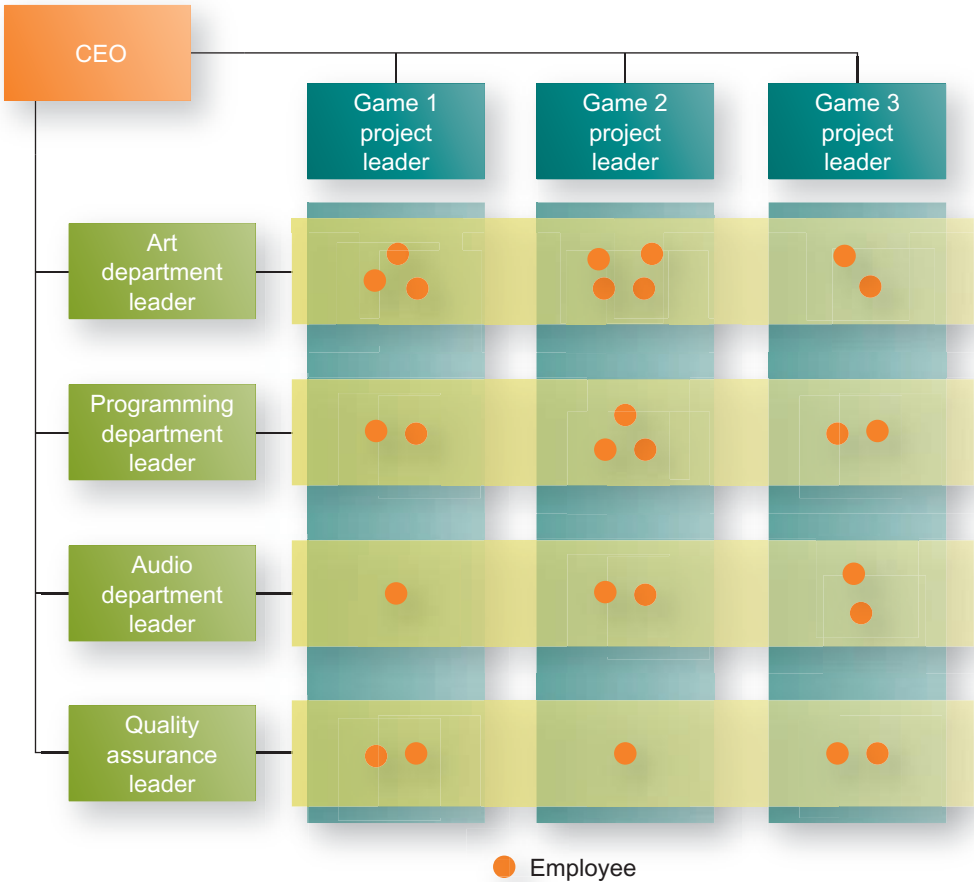 CEO
Game 1
project
leader
Game 2
project
leader
Game 3
project
leader
Art
department
leader
Programming
department
leader
Audio
department
leader
Quality
assurance
leader
Employee